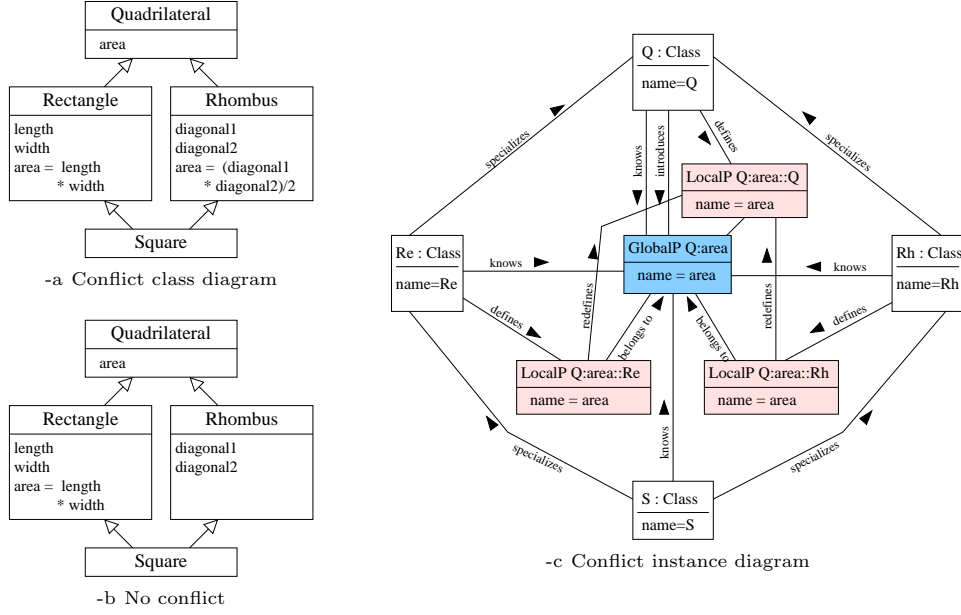 Quadrilateral
area
Rectangle
length
width
area =  length
* width
Rhombus
diagonal1
diagonal2
area =  (diagonal1
* diagonal2)/2
Square
-a Conflict class diagram
Quadrilateral
area
Rectangle
length
width
area =  length
* width
Rhombus
diagonal1
diagonal2
Square
-b No conflict
Q : Class
name=Q
specializes
knows
introduces
defines
specializes
LocalP Q:area::Q
name = area
Re : Class
name=Re
knows
GlobalP Q:area
name = area
knows
Rh : Class
name=Rh
defines
redefines
belongs to
belongs to
redefines
defines
LocalP Q:area::Re
name = area
LocalP Q:area::Rh
name = area
specializes
knows
specializes
S : Class
name=S
-c Conflict instance diagram